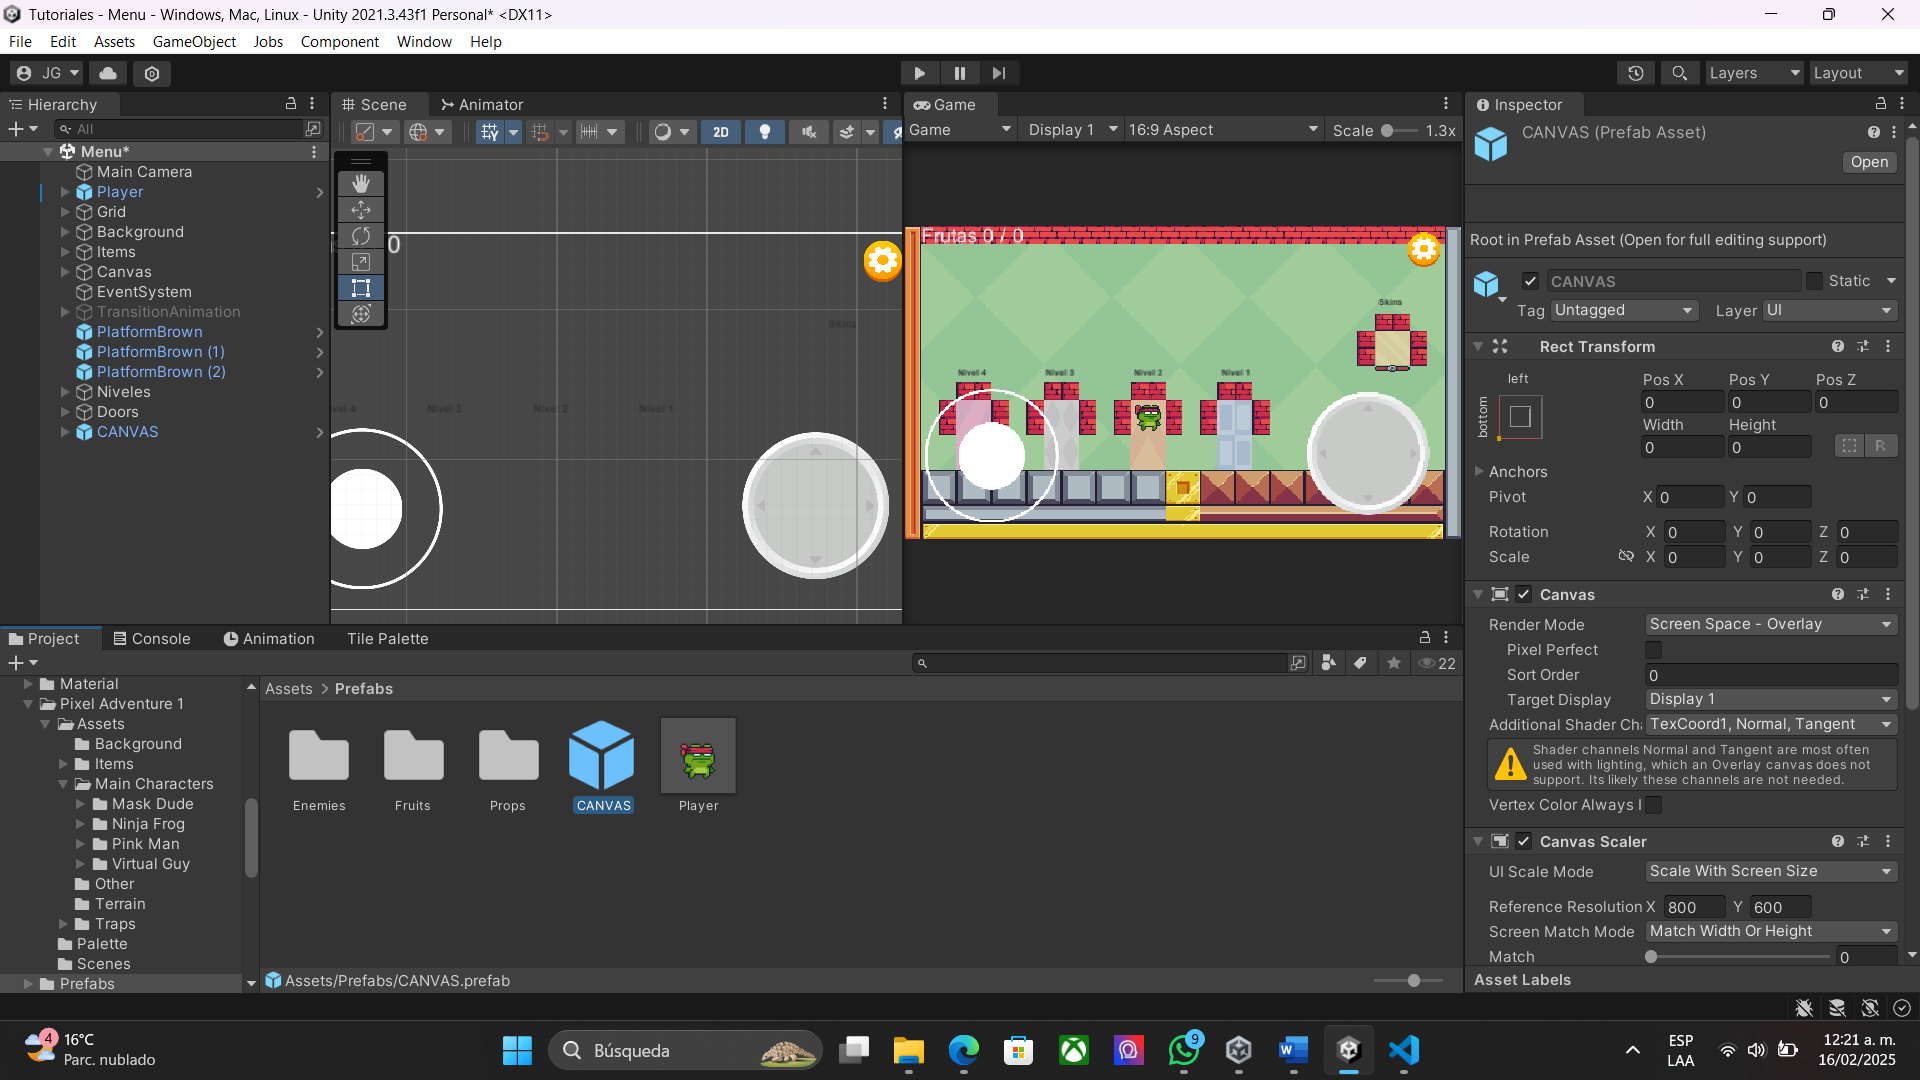 Tutoriales - Menu - Windows, Mac, Linux - Unity 2021.3.43f1 Personal* <DX11>
File Edit Assets GameObject Jobs Component Window Help
JG
Layers
Layout
Hierarchy
All
Menu*
Main Camera
Player
Grid
Background
Items
Canvas
EventSystem
TransitionAnimation
PlatformBrown
PlatformBrown (1)
PlatformBrown (2)
Niveles
Doors
CANVAS
Scene
Animator
2D
0
Skins
Nivel 3
Nivel 2
Nivel 1
Game
Game
Display 1
16:9 Aspect
Scale
1.3x
Frutas 0 / 0
Skins
Nivel 4
Nivel 3
Nivel 2
Nivel 1
Inspector
CANVAS (Prefab Asset)
Open
Root in Prefab Asset (Open for full editing support)
CANVAS
Static
Tag Untagged
Layer UI
Rect Transform
left
bottom
Pos X Pos Y Pos Z
0 0 0
Width Height
0 0
R
Anchors
Pivot X 0 Y 0
Rotation X 0 Y 0 Z 0
Scale X 0 Y 0 Z 0
Canvas
Render Mode Screen Space - Overlay
Pixel Perfect
Sort Order 0
Target Display Display 1
Additional Shader Ch TexCoord1, Normal, Tangent
Shader channels Normal and Tangent are most often
used with lighting, which an Overlay canvas does not
support. Its likely these channels are not needed.
Vertex Color Always I
Canvas Scaler
UI Scale Mode Scale With Screen Size
Reference Resolution X 800 Y 600
Screen Match Mode Match Width Or Height
Match 0
Asset Labels
Project
Console
Animation
Tile Palette
22
Material
Pixel Adventure 1
Assets
Background
Items
Main Characters
Mask Dude
Ninja Frog
Pink Man
Virtual Guy
Other
Terrain
Traps
Palette
Scenes
Prefabs
Assets > Prefabs
Enemies
Fruits
Props
CANVAS
Player
Assets/Prefabs/CANVAS.prefab
4
16°C
Parc. nublado
Búsqueda
9
W
ESP
LAA
12:21 a. m.
16/02/2025